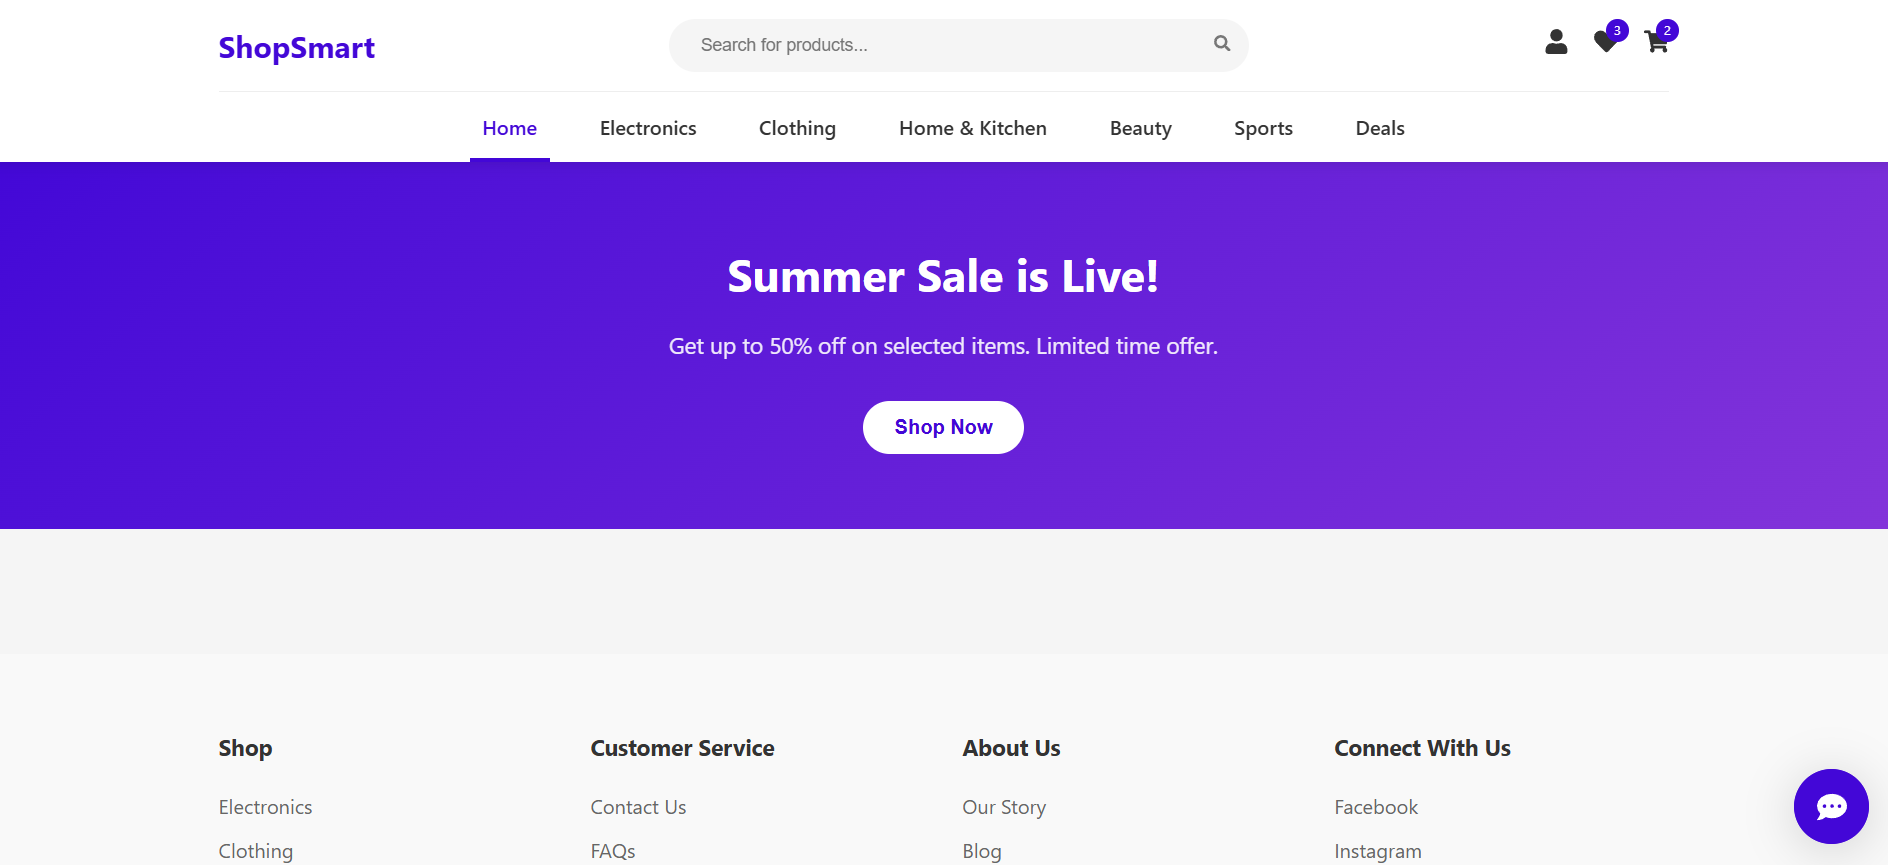 ShopSmart
Search for products...
3
2
Home
Electronics
Clothing
Home & Kitchen
Beauty
Sports
Deals
Summer Sale is Live!
Get up to 50% off on selected items. Limited time offer.
Shop Now
Shop
Electronics
Clothing
Customer Service
Contact Us
FAQs
About Us
Our Story
Blog
Connect With Us
Facebook
Instagram